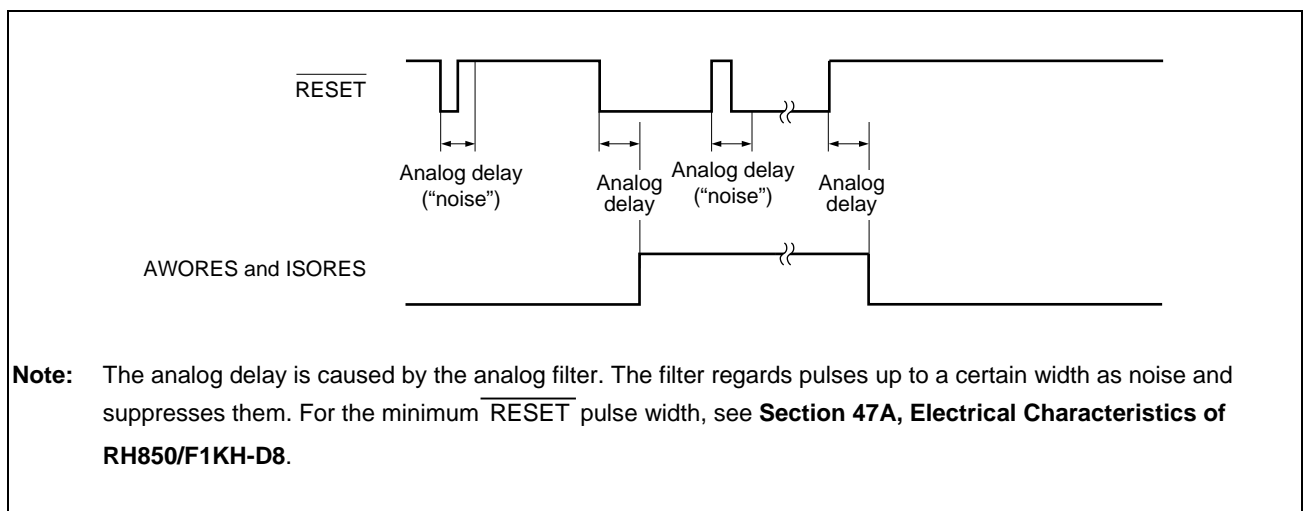 RESET
Analog delay
("noise")
Analog
delay
Analog delay
("noise")
Analog
delay
AWORES and ISORES
Note: The analog delay is caused by the analog filter. The filter regards pulses up to a certain width as noise and
suppresses them. For the minimum RESET pulse width, see Section 47A, Electrical Characteristics of
RH850/F1KH-D8.